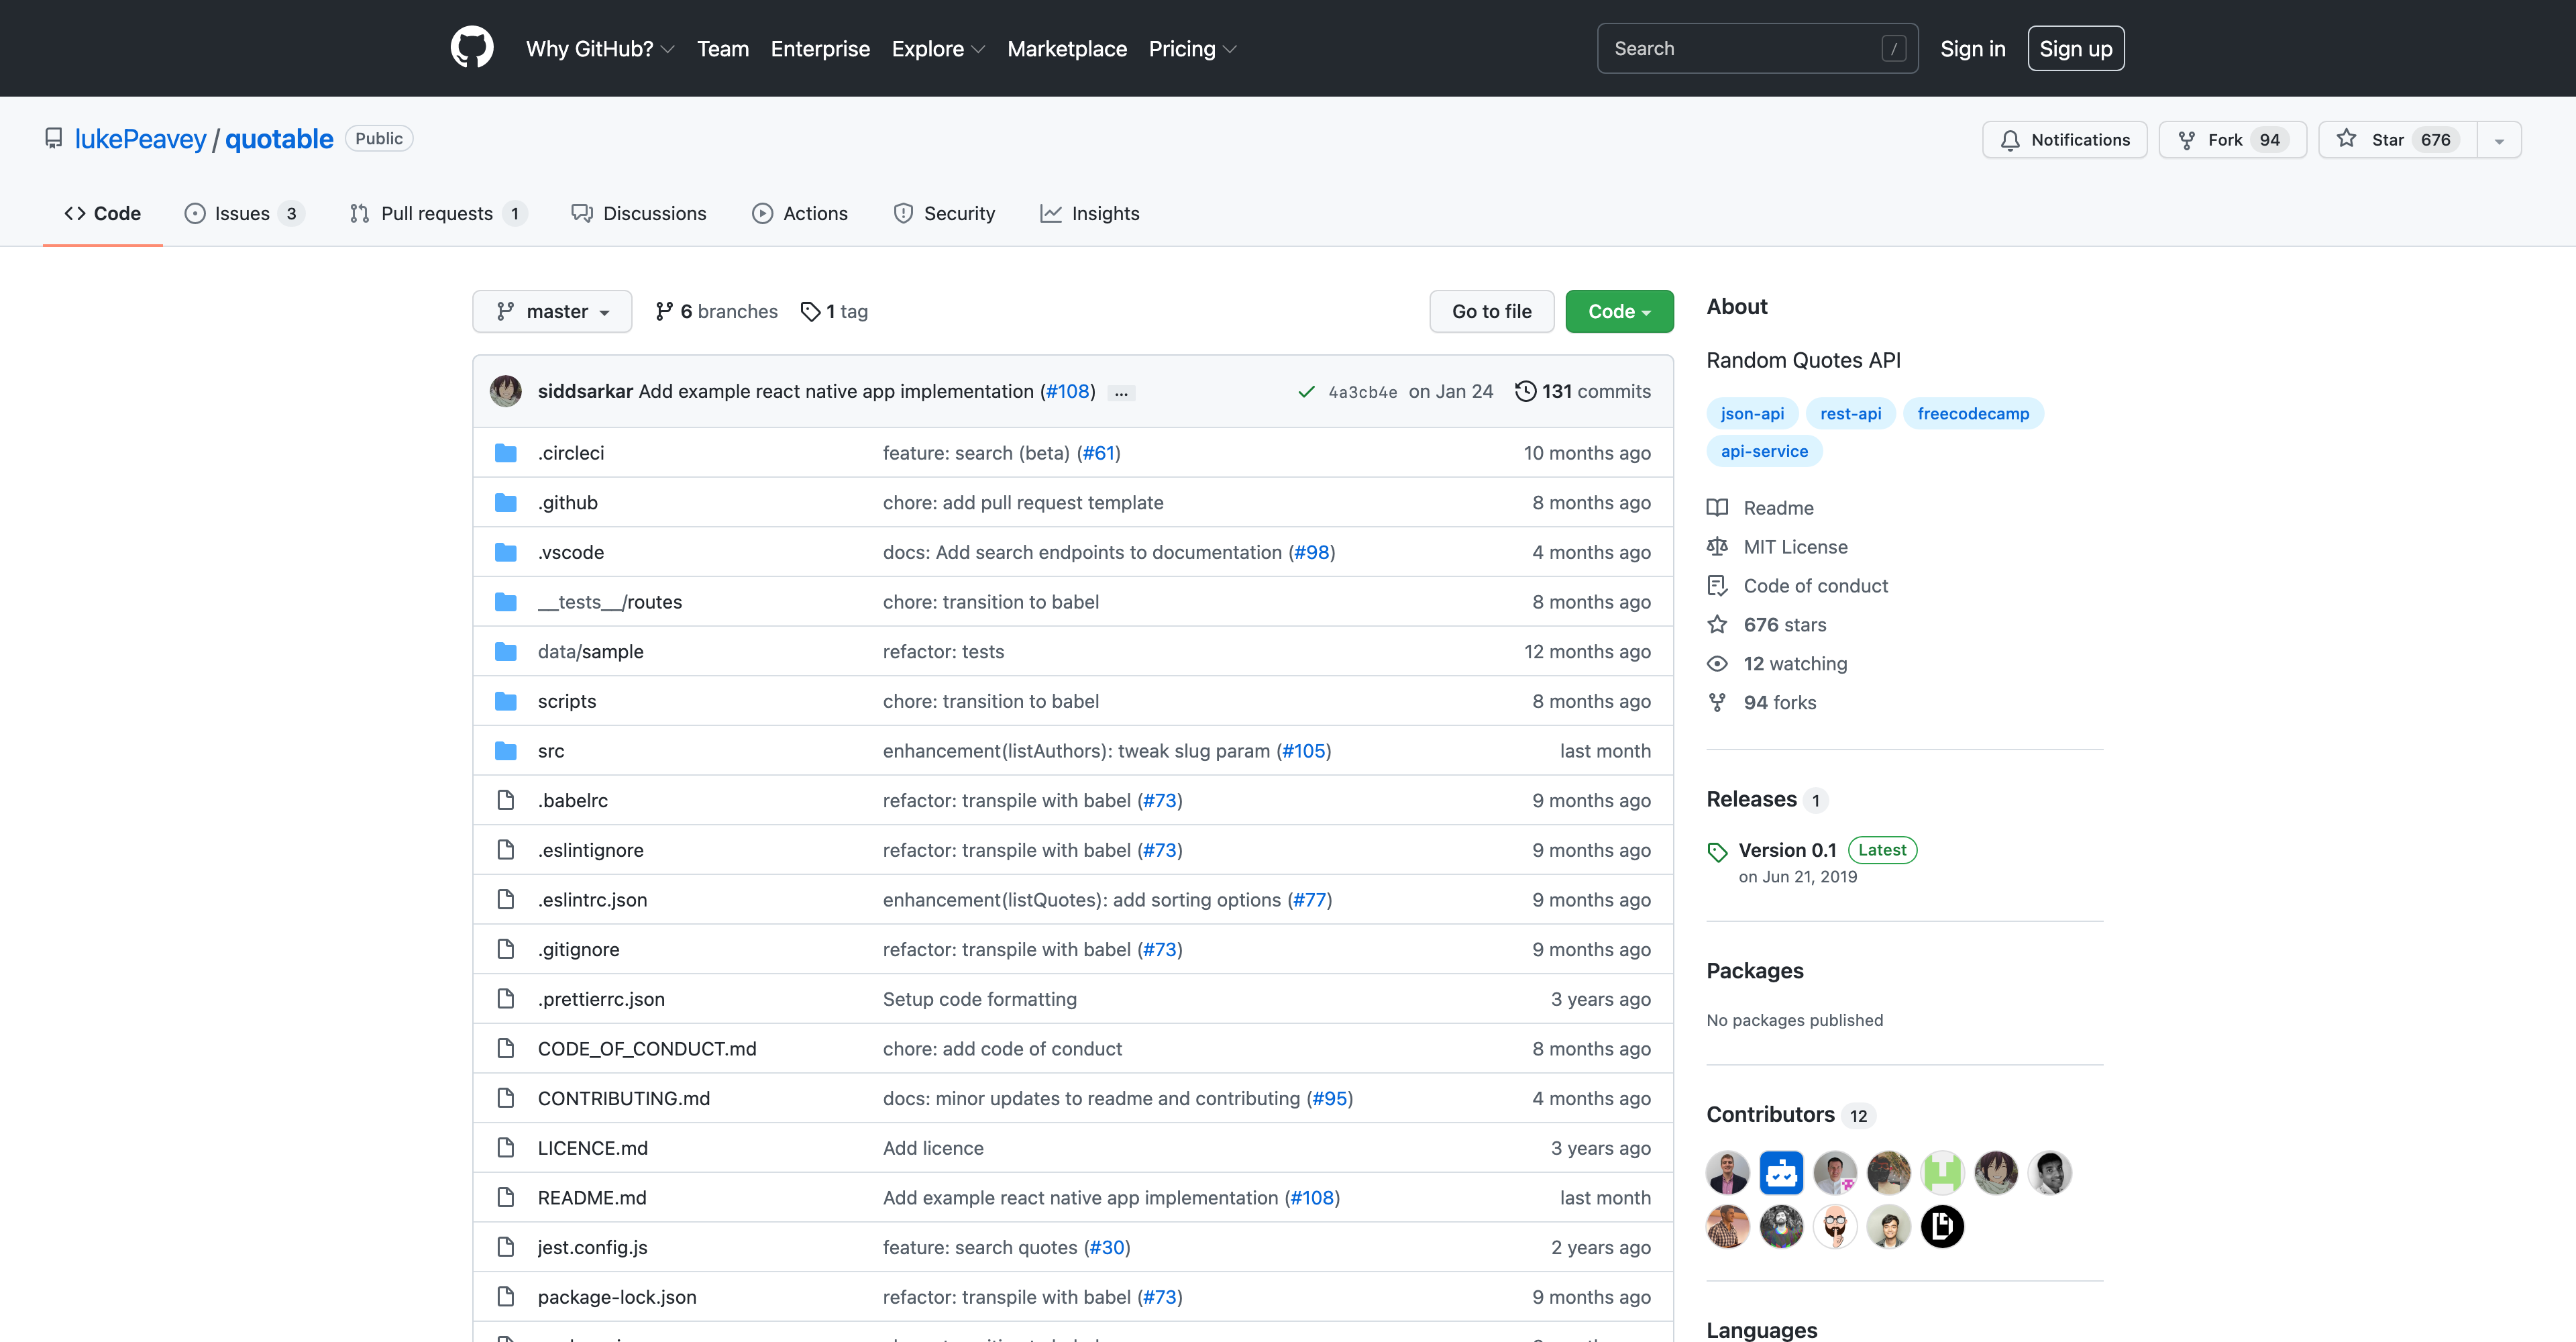 Why GitHub? Team Enterprise Explore Marketplace Pricing Search / Sign in Sign up
lukePeavey / quotable Public Notifications Fork 94 Star 676
Code Issues 3 Pull requests 1 Discussions Actions Security Insights
master 6 branches 1 tag Go to file Code
siddsarkar Add example react native app implementation (#108) ... 4a3cb4e on Jan 24 131 commits
.circleci feature: search (beta) (#61) 10 months ago
.github chore: add pull request template 8 months ago
.vscode docs: Add search endpoints to documentation (#98) 4 months ago
__tests__/routes chore: transition to babel 8 months ago
data/sample refactor: tests 12 months ago
scripts chore: transition to babel 8 months ago
src enhancement(listAuthors): tweak slug param (#105) last month
.babelrc refactor: transpile with babel (#73) 9 months ago
.eslintignore refactor: transpile with babel (#73) 9 months ago
.eslintrc.json enhancement(listQuotes): add sorting options (#77) 9 months ago
.gitignore refactor: transpile with babel (#73) 9 months ago
.prettierrc.json Setup code formatting 3 years ago
CODE_OF_CONDUCT.md chore: add code of conduct 8 months ago
CONTRIBUTING.md docs: minor updates to readme and contributing (#95) 4 months ago
LICENCE.md Add licence 3 years ago
README.md Add example react native app implementation (#108) last month
jest.config.js feature: search quotes (#30) 2 years ago
package-lock.json refactor: transpile with babel (#73) 9 months ago
About
Random Quotes API
json-api rest-api freecodecamp
api-service
Readme
MIT License
Code of conduct
676 stars
12 watching
94 forks
Releases 1
Version 0.1 Latest
on Jun 21, 2019
Packages
No packages published
Contributors 12
Languages